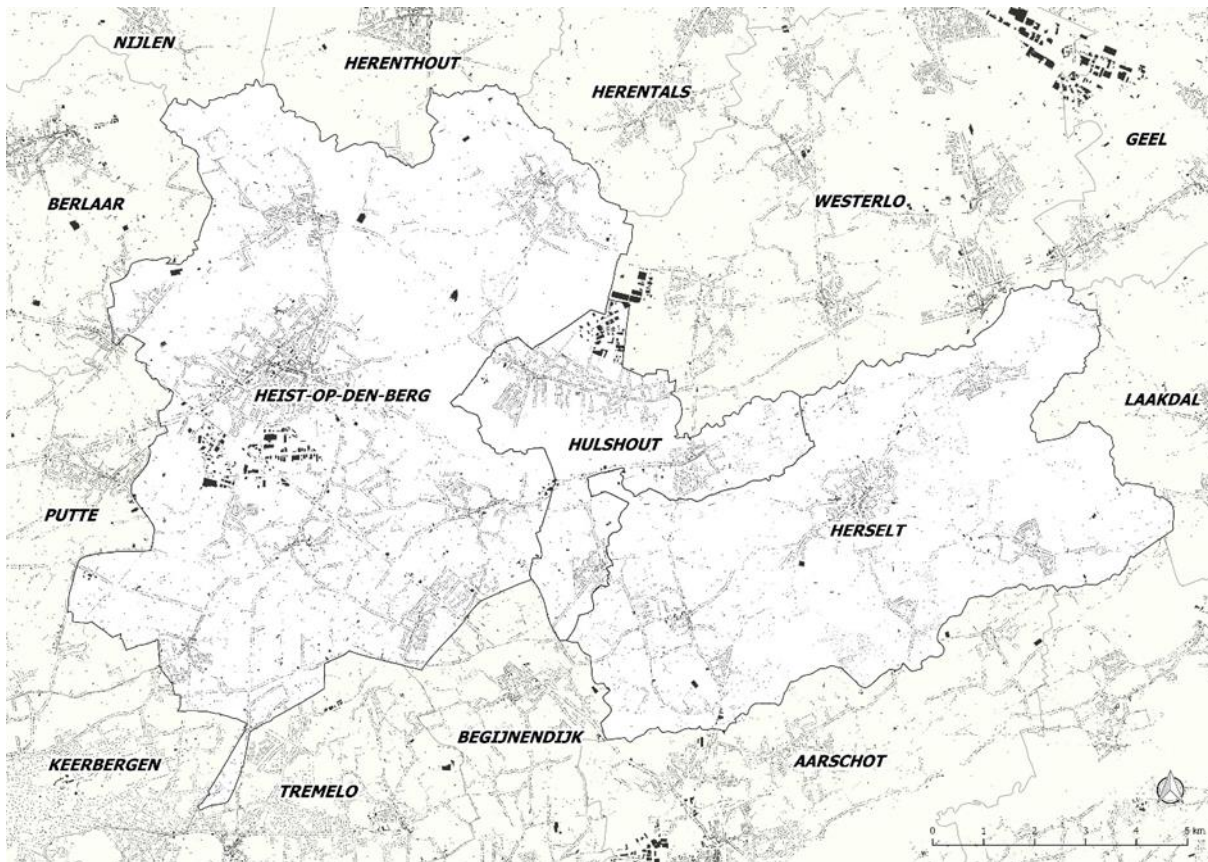 NIJLEN
HERENTHOUT
HERENTALS
GEEL
BERLAAR
WESTERLO
HEIST-OP-DEN-BERG
LAAKDAL
HULSHOUT
PUTTE
HERSELT
BEGIJNENDIJK
KEERBERGEN
AARSCHOT
TREMELO
0 1 2 3 4 5 km